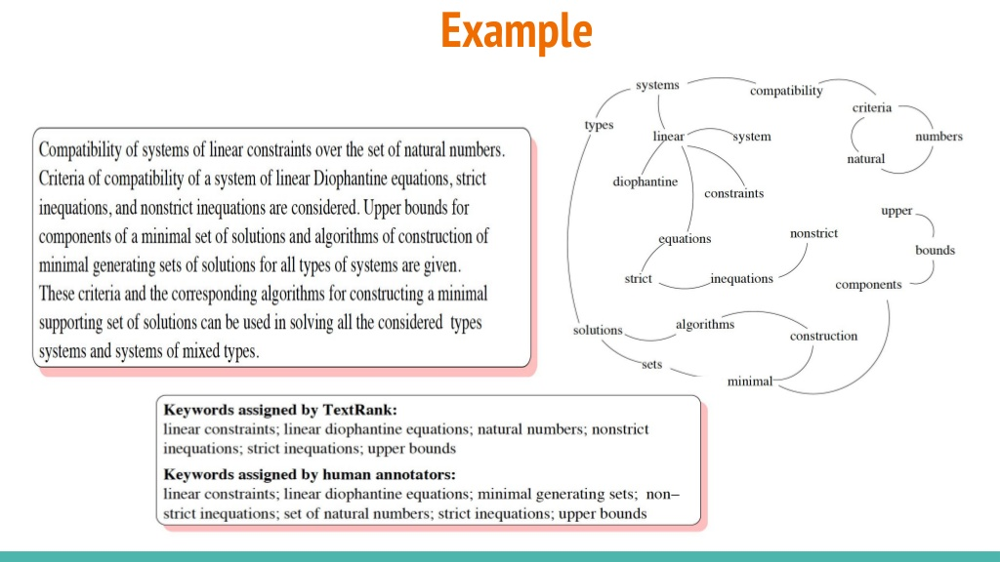 Example
Compatibility of systems of linear constraints over the set of natural numbers.
Criteria of compatibility of a system of linear Diophantine equations, strict
inequations, and nonstrict inequations are considered. Upper bounds for
components of a minimal set of solutions and algorithms of construction of
minimal generating sets of solutions for all types of systems are given.
These criteria and the corresponding algorithms for constructing a minimal
supporting set of solutions can be used in solving all the considered types
systems and systems of mixed types.
systems
compatibility
criteria
types
linear
system
numbers
natural
diophantine
constraints
upper
equations
nonstrict
bounds
strict
inequations
components
solutions
algorithms
construction
sets
minimal
Keywords assigned by TextRank:
linear constraints; linear diophantine equations; natural numbers; nonstrict
inequations; strict inequations; upper bounds
Keywords assigned by human annotators:
linear constraints; linear diophantine equations; minimal generating sets; non–
strict inequations; set of natural numbers; strict inequations; upper bounds